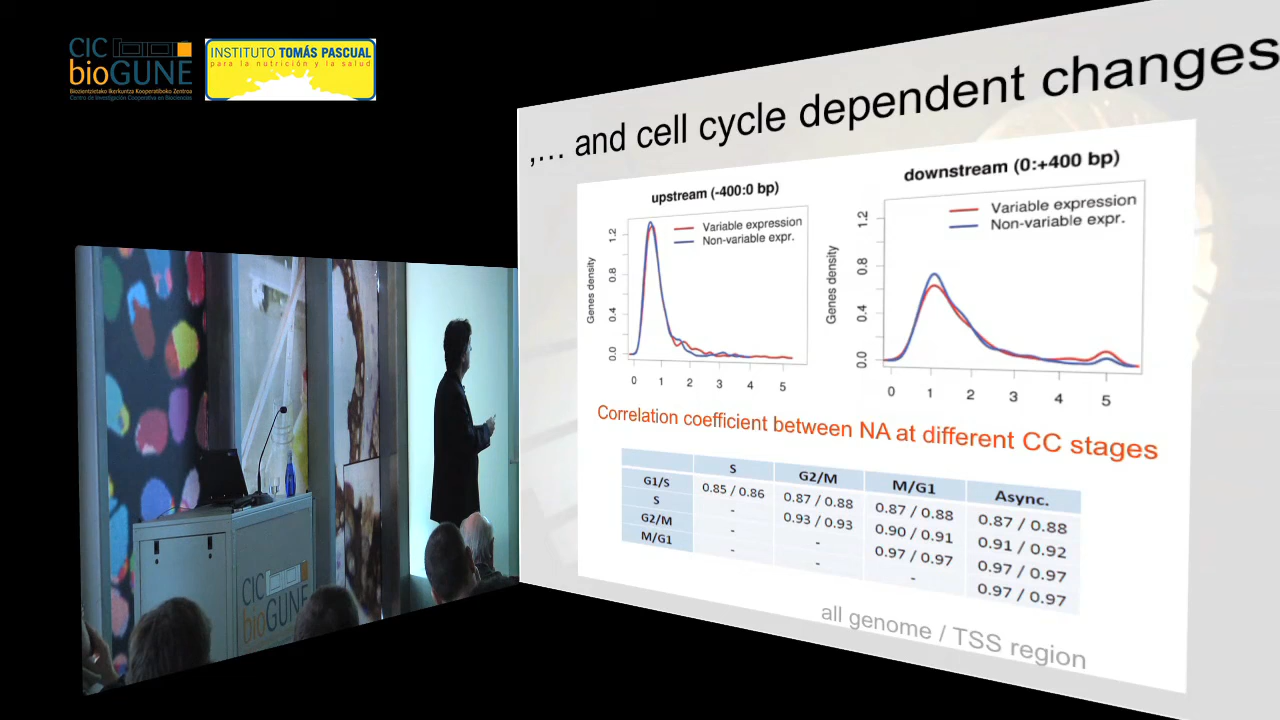 CIC
bioGUNE
Biozientzietako Ikerkuntza Kooperatiboko Zentroa
Centro de Investigación Cooperativa en Biociencias
INSTITUTO TOMÁS PASCUAL
para la nutrición y la salud
,... and cell cycle dependent changes
upstream (-400:0 bp)
Variable expression
Non-variable expr.
Genes density
0.0 0.4 0.8 1.2
0 1 2 3 4 5
downstream (0:+400 bp)
Variable expression
Non-variable expr.
Genes density
0.0 0.4 0.8 1.2
0 1 2 3 4 5
Correlation coefficient between NA at different CC stages
S G2/M M/G1 Async.
G1/S 0.85 / 0.86 0.87 / 0.88 0.87 / 0.88 0.87 / 0.88
S - 0.93 / 0.93 0.90 / 0.91 0.91 / 0.92
G2/M - - 0.97 / 0.97 0.97 / 0.97
M/G1 - - - 0.97 / 0.97
all genome / TSS region
CIC
bioGUNE